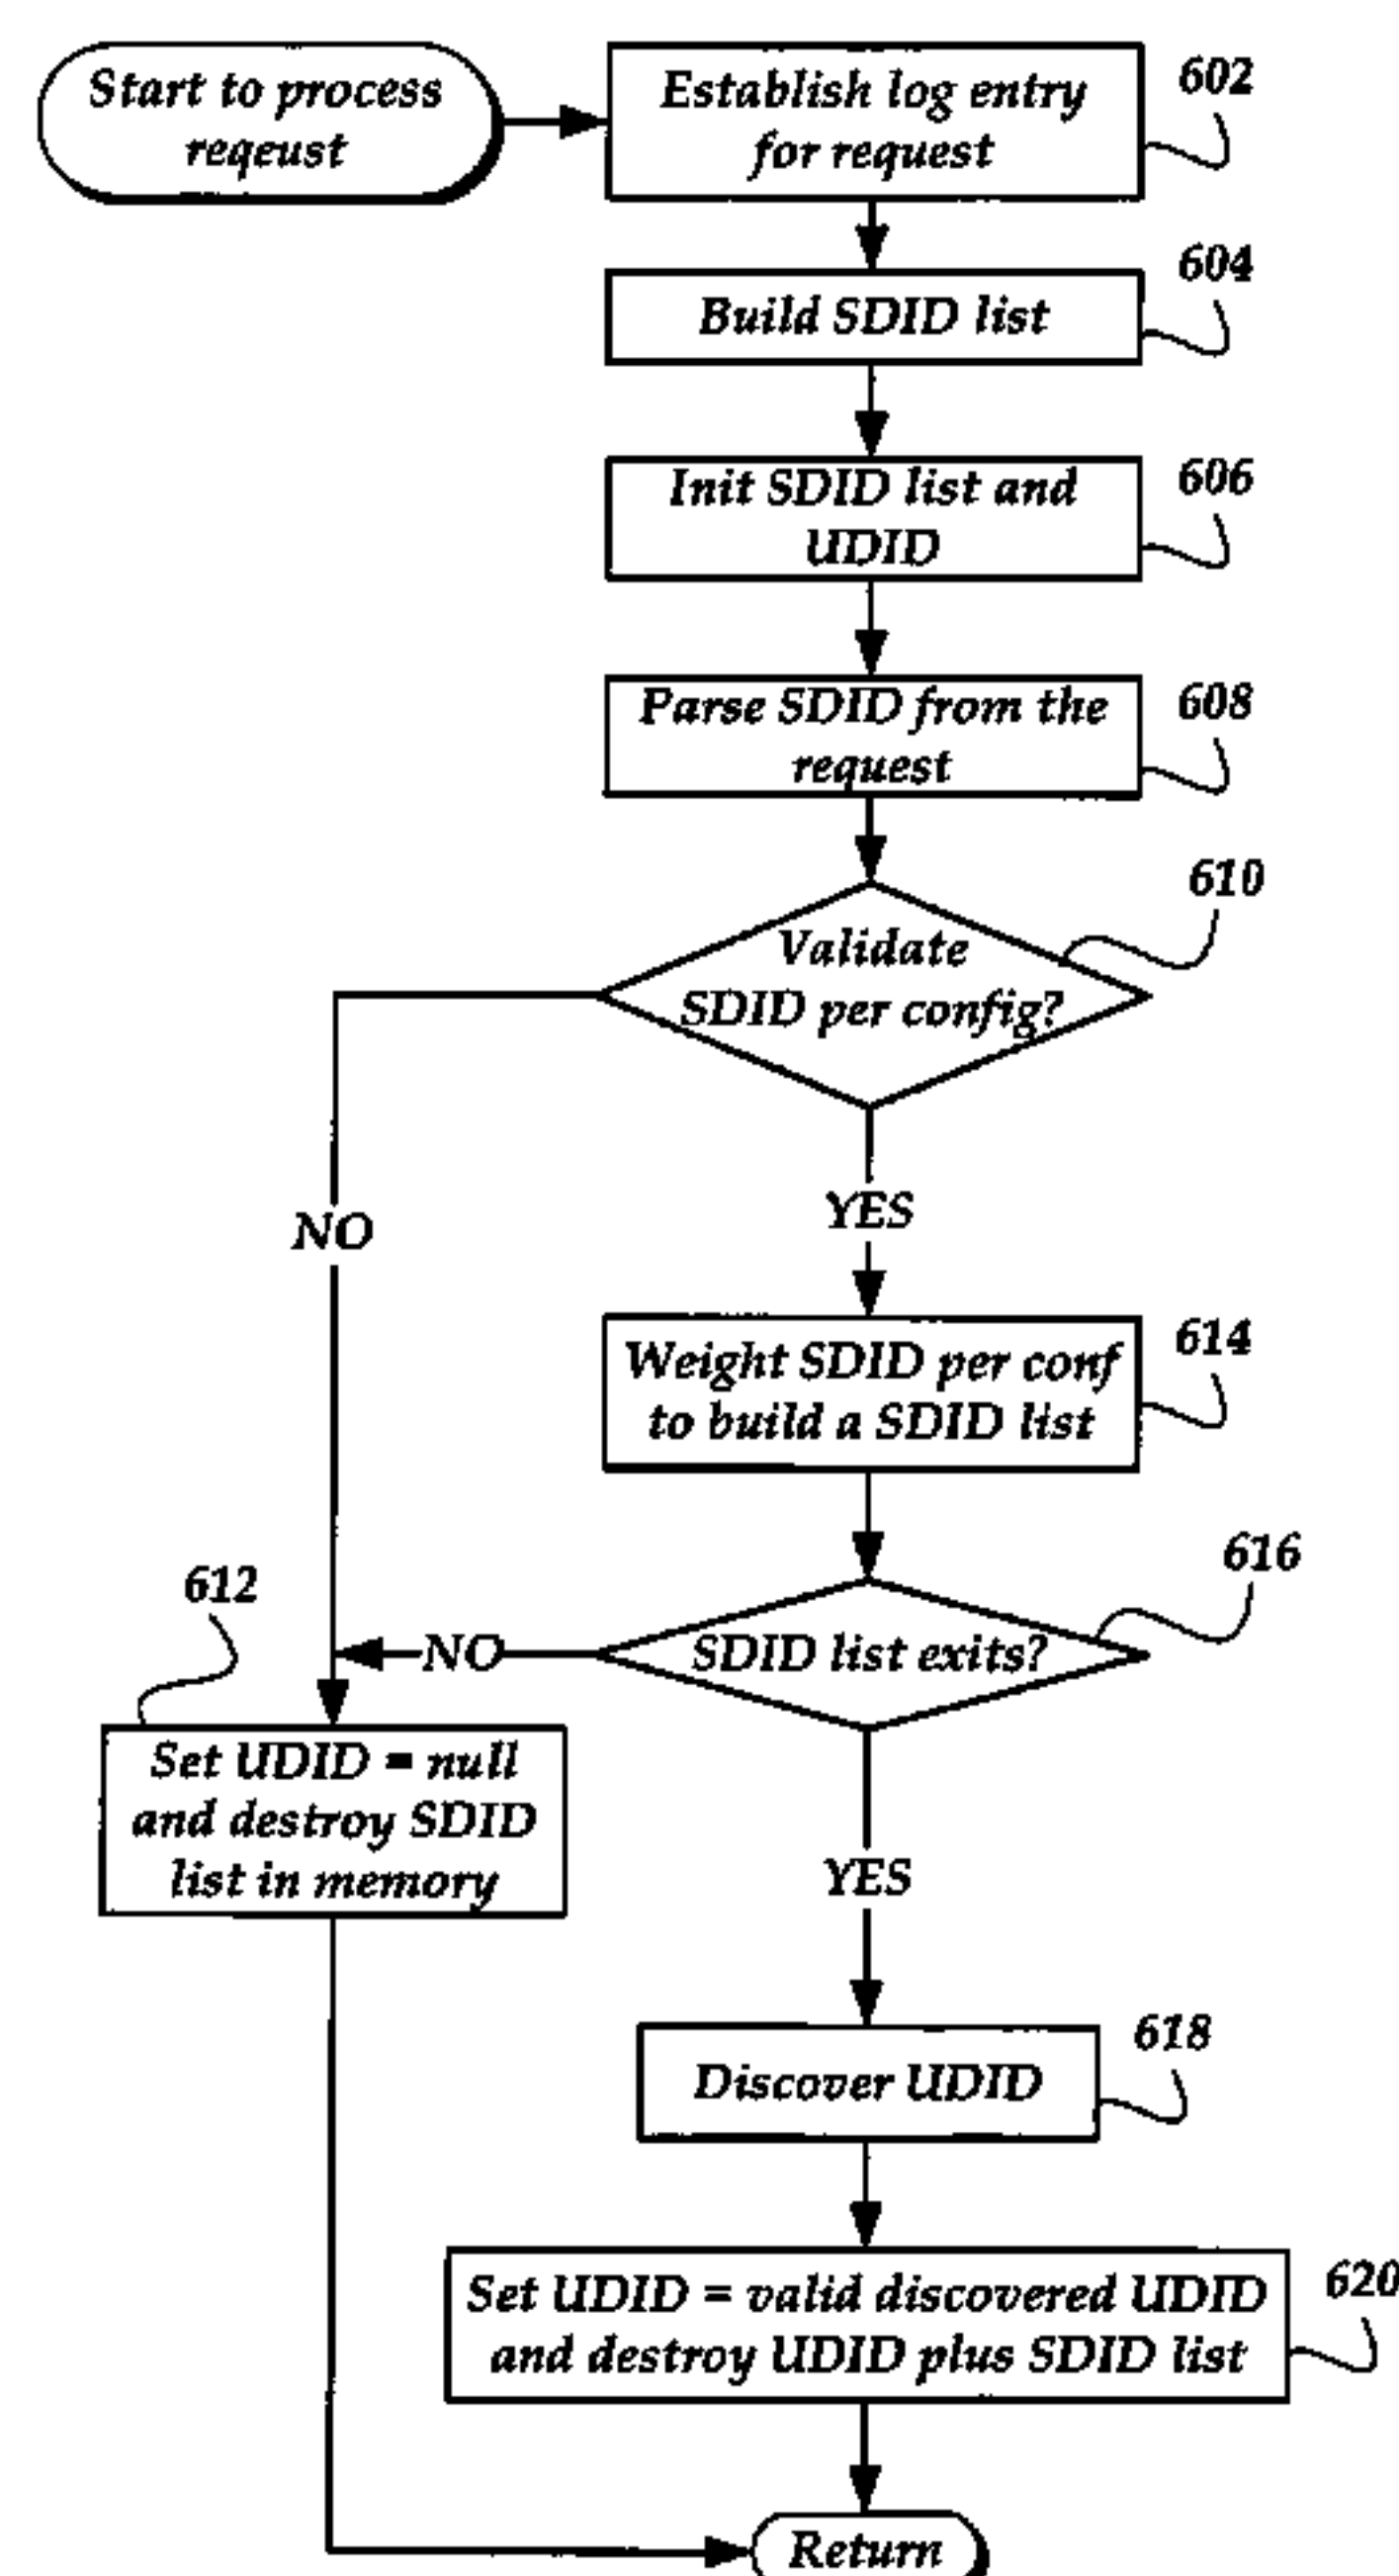 Start to process
reqeust
Establish log entry
for request
602
Build SDID list
604
Init SDID list and
UDID
606
Parse SDID from the
request
608
Validate
SDID per config?
610
NO
YES
Weight SDID per conf
to build a SDID list
614
SDID list exits?
616
NO
612
Set UDID = null
and destroy SDID
list in memory
YES
Discover UDID
618
Set UDID = valid discovered UDID
and destroy UDID plus SDID list
620
Return